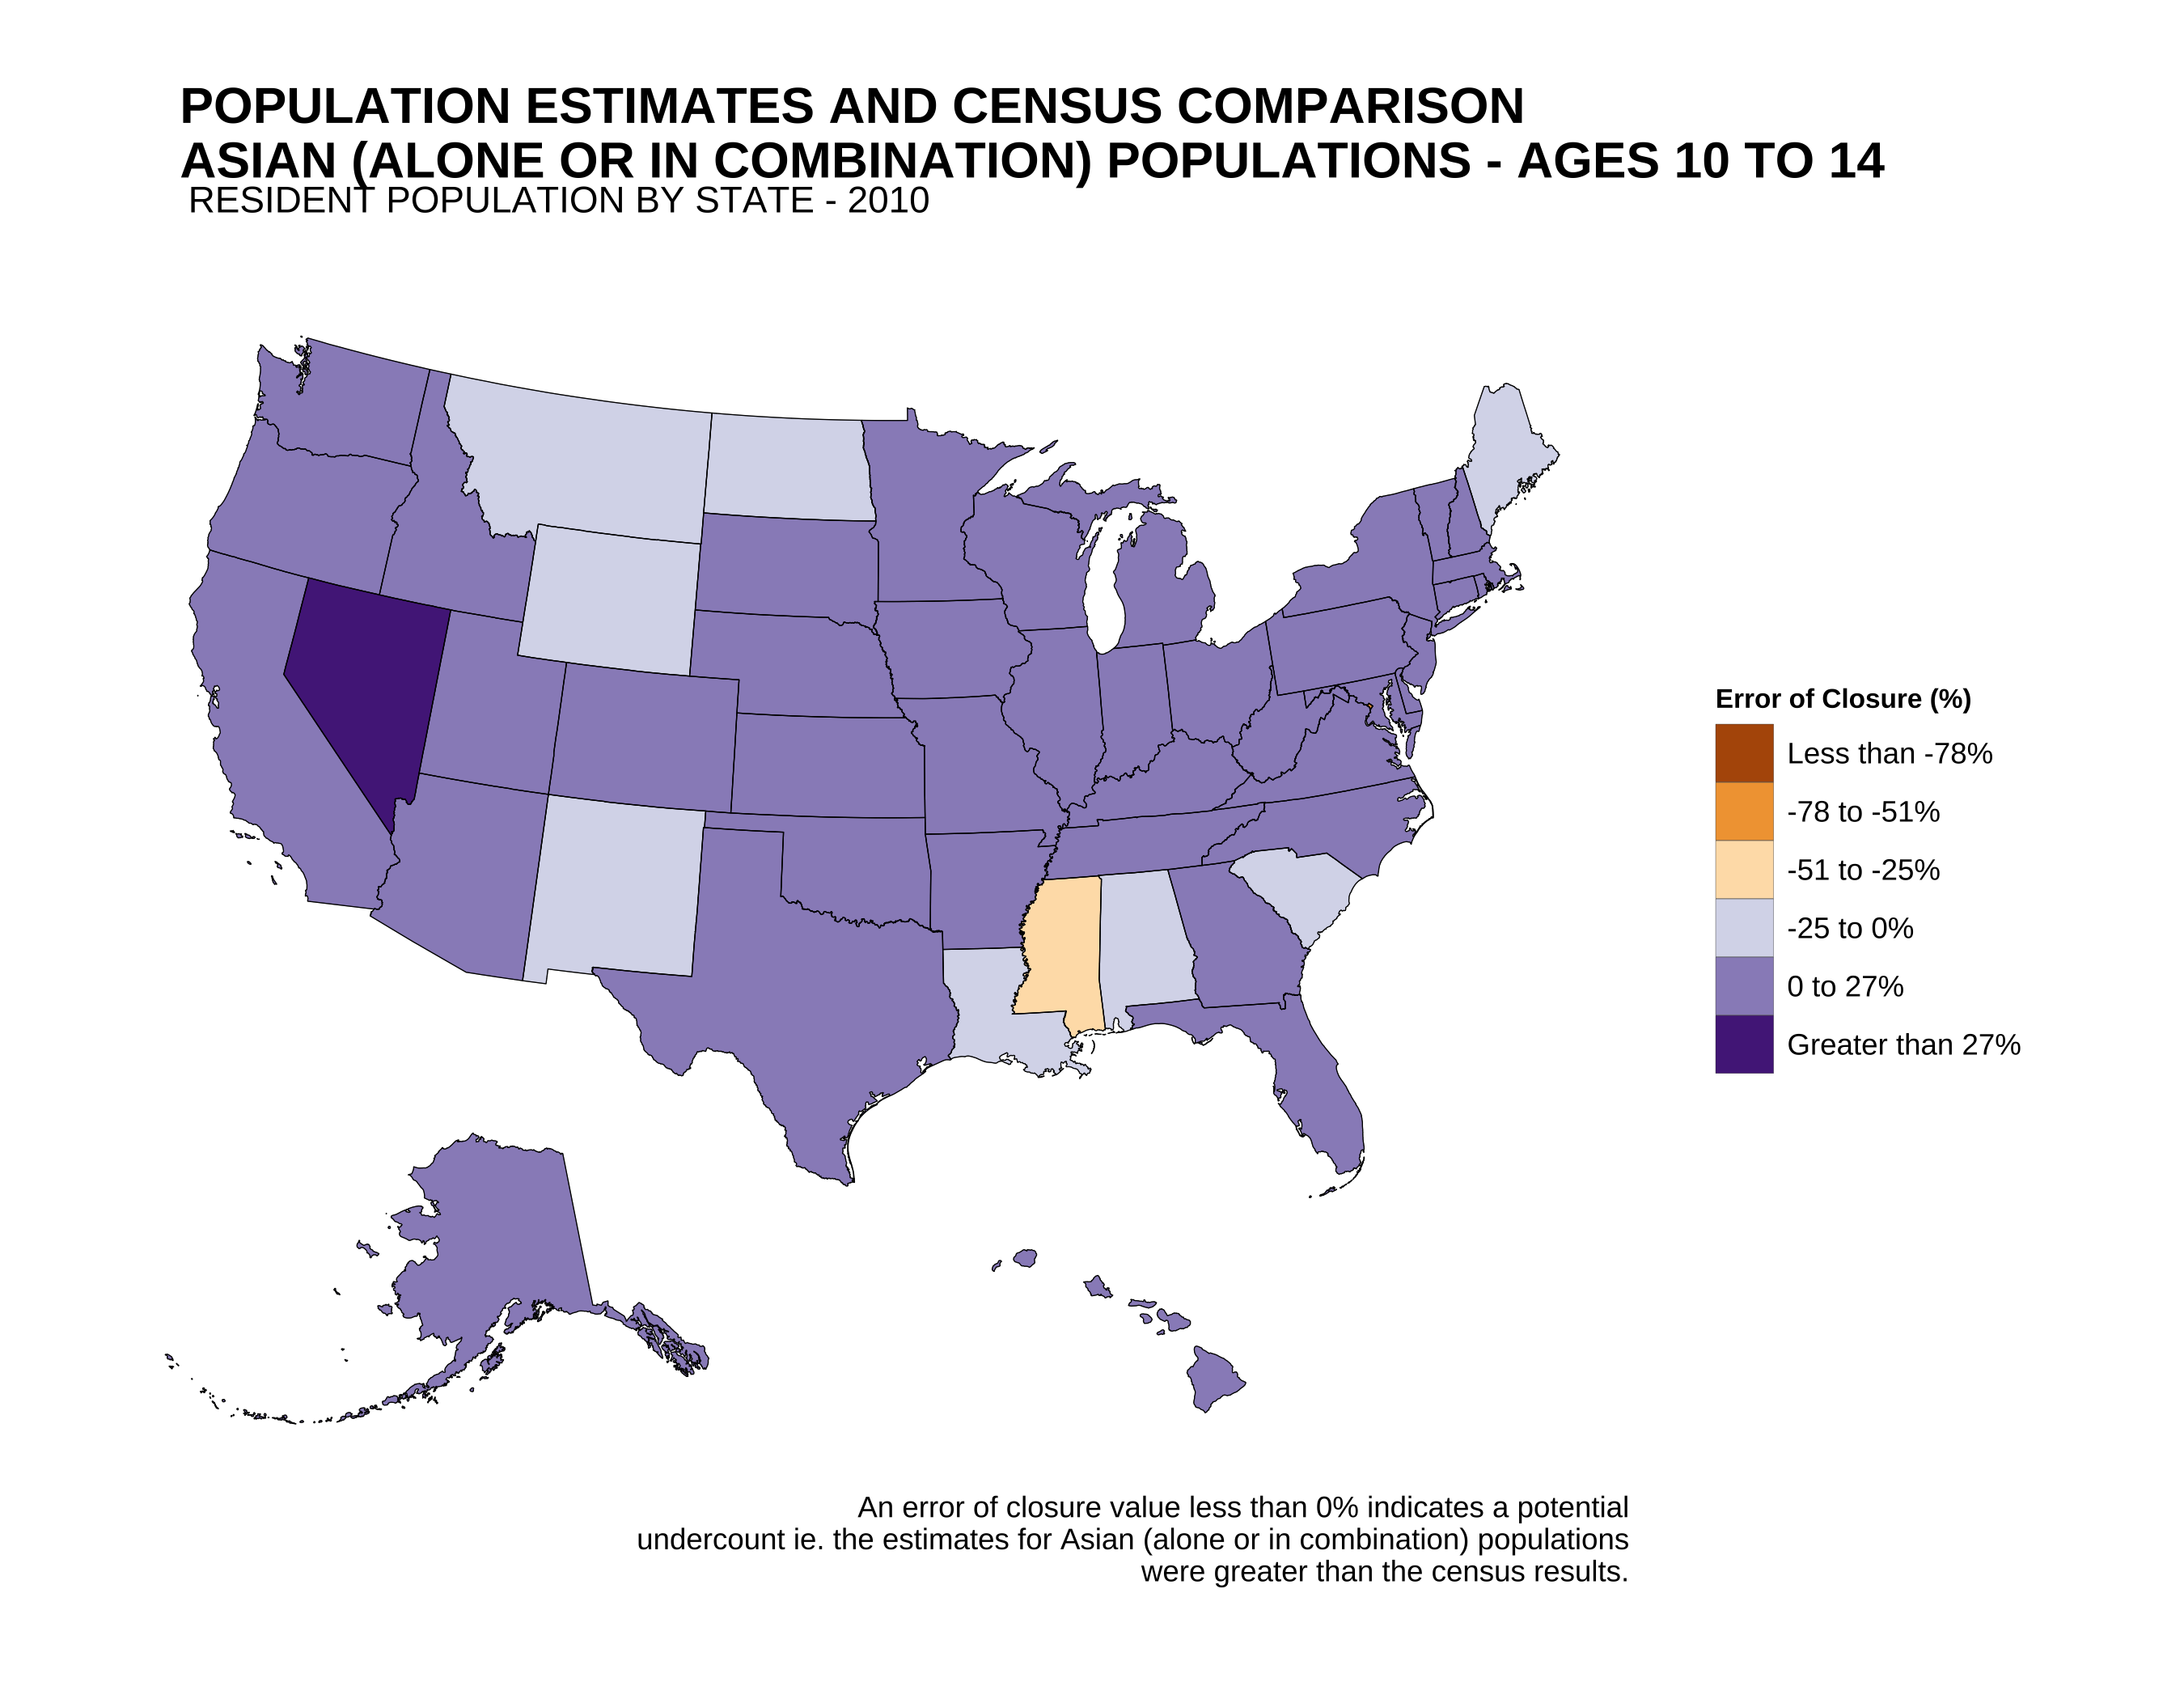 POPULATION ESTIMATES AND CENSUS COMPARISON
ASIAN (ALONE OR IN COMBINATION) POPULATIONS - AGES 10 TO 14
RESIDENT POPULATION BY STATE - 2010
Error of Closure (%)
Less than -78%
-78 to -51%
-51 to -25%
-25 to 0%
0 to 27%
Greater than 27%
An error of closure value less than 0% indicates a potential
undercount ie. the estimates for Asian (alone or in combination) populations
were greater than the census results.